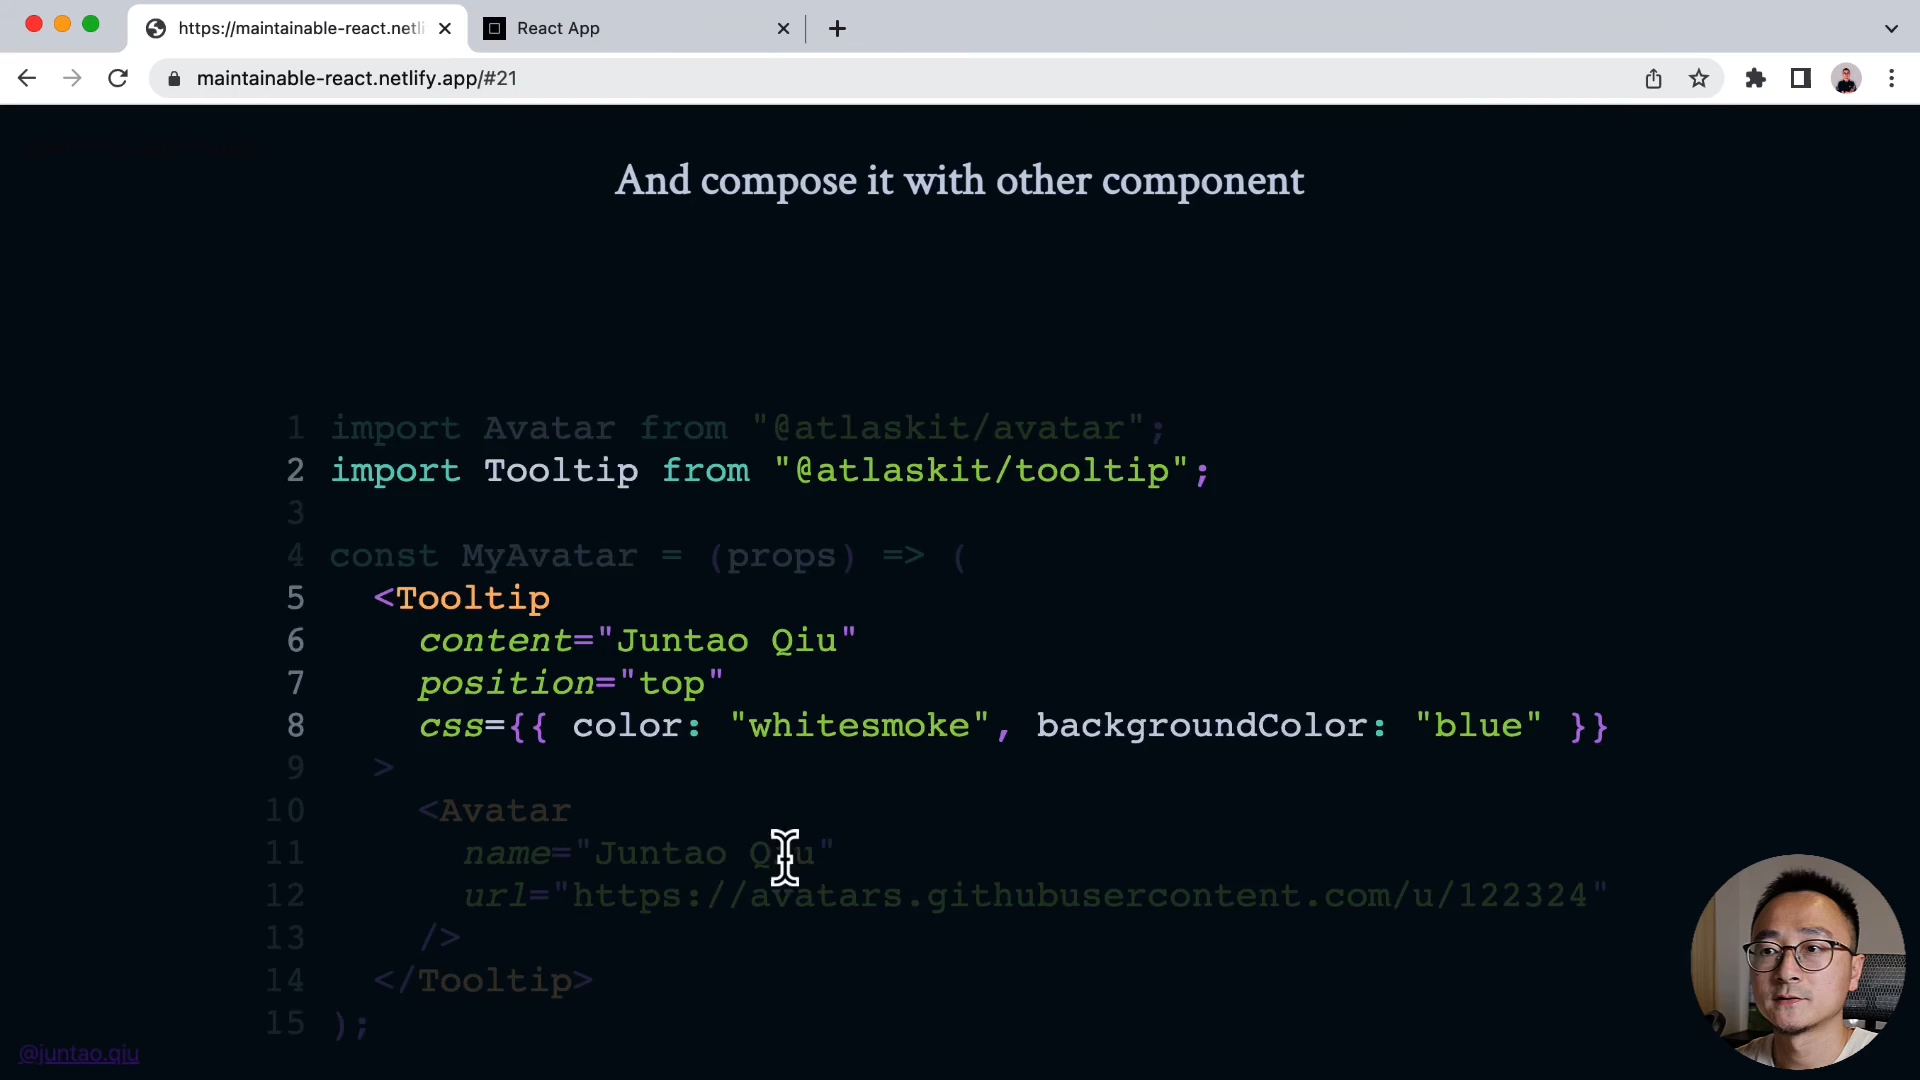 https://maintainable-react.netli
React App
maintainable-react.netlify.app/#21
And compose it with other component
1 import Avatar from "@atlaskit/avatar";
2 import Tooltip from "@atlaskit/tooltip";
3
4 const MyAvatar = (props) => (
5 <Tooltip
6 content="Juntao Qiu"
7 position="top"
8 css={{ color: "whitesmoke", backgroundColor: "blue" }}
9 >
10 <Avatar
11 name="Juntao Qiu"
12 url="https://avatars.githubusercontent.com/u/122324"
13 />
14 </Tooltip>
15 );
@juntao.qiu